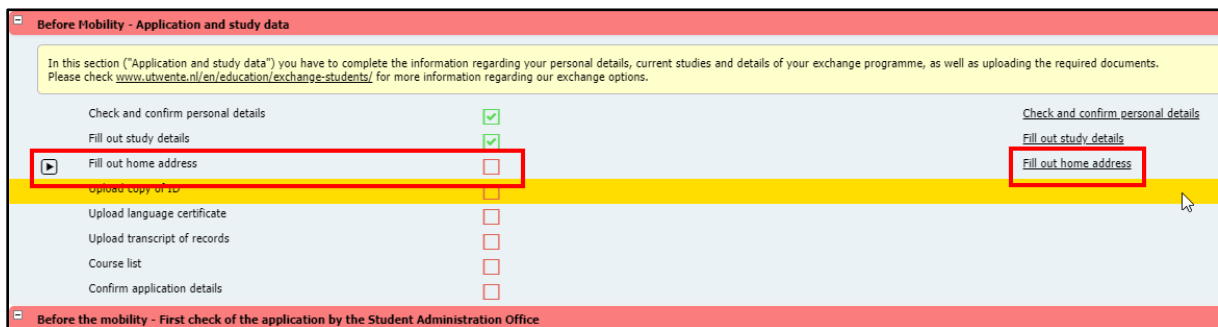 Before Mobility - Application and study data
In this section ("Application and study data") you have to complete the information regarding your personal details, current studies and details of your exchange programme, as well as uploading the required documents.
Please check www.utwente.nl/en/education/exchange-students/ for more information regarding our exchange options.
Check and confirm personal details Check and confirm personal details
Fill out study details Fill out study details
Fill out home address Fill out home address
Upload copy of ID
Upload language certificate
Upload transcript of records
Course list
Confirm application details
Before the mobility - First check of the application by the Student Administration Office